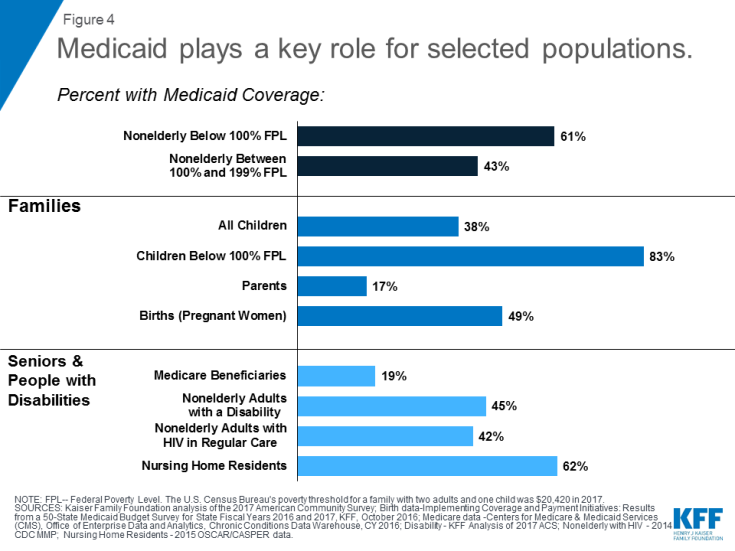 Figure 4
Medicaid plays a key role for selected populations.
Percent with Medicaid Coverage:
Nonelderly Below 100% FPL
61%
Nonelderly Between
100% and 199% FPL
43%
Families
All Children
38%
Children Below 100% FPL
83%
Parents
17%
Births (Pregnant Women)
49%
Seniors &
People with
Disabilities
Medicare Beneficiaries
19%
Nonelderly Adults
with a Disability
45%
Nonelderly Adults with
HIV in Regular Care
42%
Nursing Home Residents
62%
NOTE: FPL-- Federal Poverty Level. The U.S. Census Bureau's poverty threshold for a family with two adults and one child was $20,420 in 2017.
SOURCES: Kaiser Family Foundation analysis of the 2017 American Community Survey; Birth data-Implementing Coverage and Payment Initiatives: Results
from a 50-State Medicaid Budget Survey for State Fiscal Years 2016 and 2017, KFF, October 2016; Medicare data -Centers for Medicare & Medicaid Services
(CMS), Office of Enterprise Data and Analytics, Chronic Conditions Data Warehouse, CY 2016; Disability - KFF Analysis of 2017 ACS; Nonelderly with HIV - 2014
CDC MMP; Nursing Home Residents - 2015 OSCAR/CASPER data.
KFF
HENRY J KAISER
FAMILY FOUNDATION